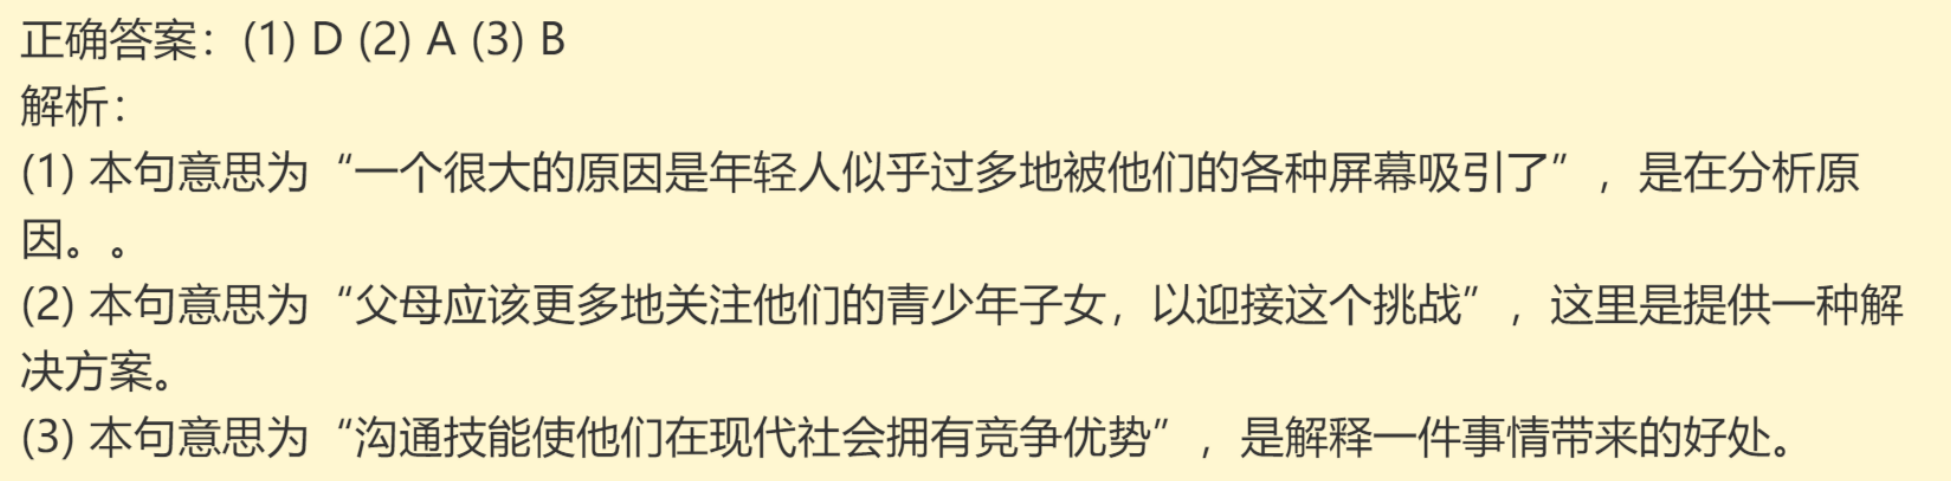 正确答案：(1) D (2) A (3) B
解析：
(1) 本句意思为“一个很大的原因是年轻人似乎过多地被他们的各种屏幕吸引了”，是在分析原
因。。
(2) 本句意思为“父母应该更多地关注他们的青少年子女，以迎接这个挑战”，这里是提供一种解
决方案。
(3) 本句意思为“沟通技能使他们在现代社会拥有竞争优势”，是解释一件事情带来的好处。